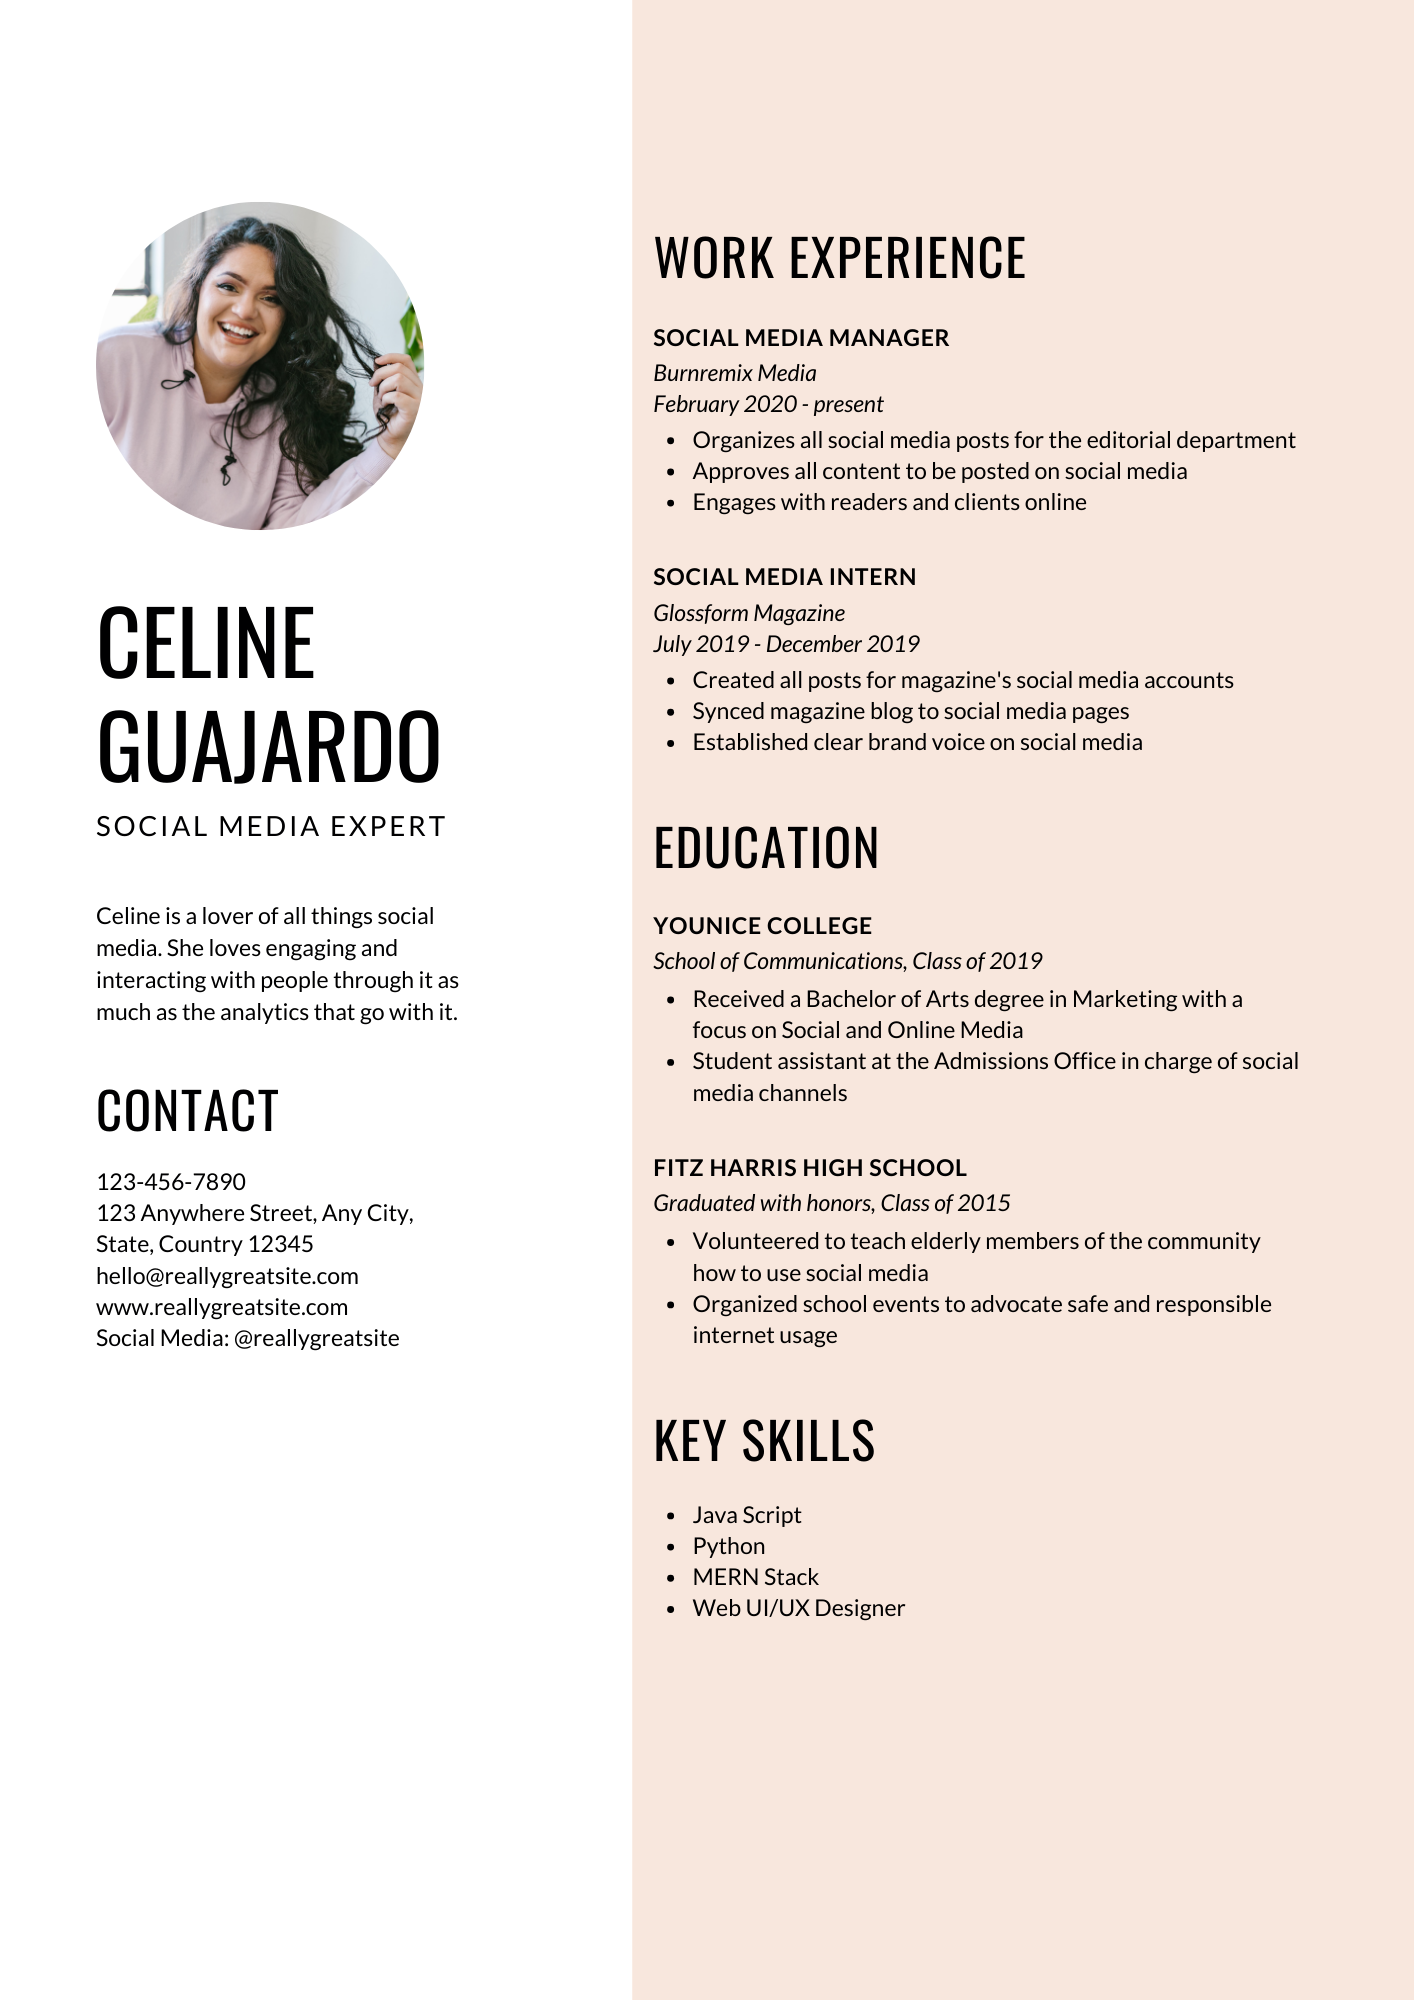 CELINE
GUAJARDO
SOCIAL MEDIA EXPERT
Celine is a lover of all things social
media. She loves engaging and
interacting with people through it as
much as the analytics that go with it.
CONTACT
123-456-7890
123 Anywhere Street, Any City,
State, Country 12345
hello@reallygreatsite.com
www.reallygreatsite.com
Social Media: @reallygreatsite
WORK EXPERIENCE
SOCIAL MEDIA MANAGER
Burnremix Media
February 2020 - present
• Organizes all social media posts for the editorial department
• Approves all content to be posted on social media
• Engages with readers and clients online
SOCIAL MEDIA INTERN
Glossform Magazine
July 2019 - December 2019
• Created all posts for magazine's social media accounts
• Synced magazine blog to social media pages
• Established clear brand voice on social media
EDUCATION
YOUNICE COLLEGE
School of Communications, Class of 2019
• Received a Bachelor of Arts degree in Marketing with a
focus on Social and Online Media
• Student assistant at the Admissions Office in charge of social
media channels
FITZ HARRIS HIGH SCHOOL
Graduated with honors, Class of 2015
• Volunteered to teach elderly members of the community
how to use social media
• Organized school events to advocate safe and responsible
internet usage
KEY SKILLS
• Java Script
• Python
• MERN Stack
• Web UI/UX Designer